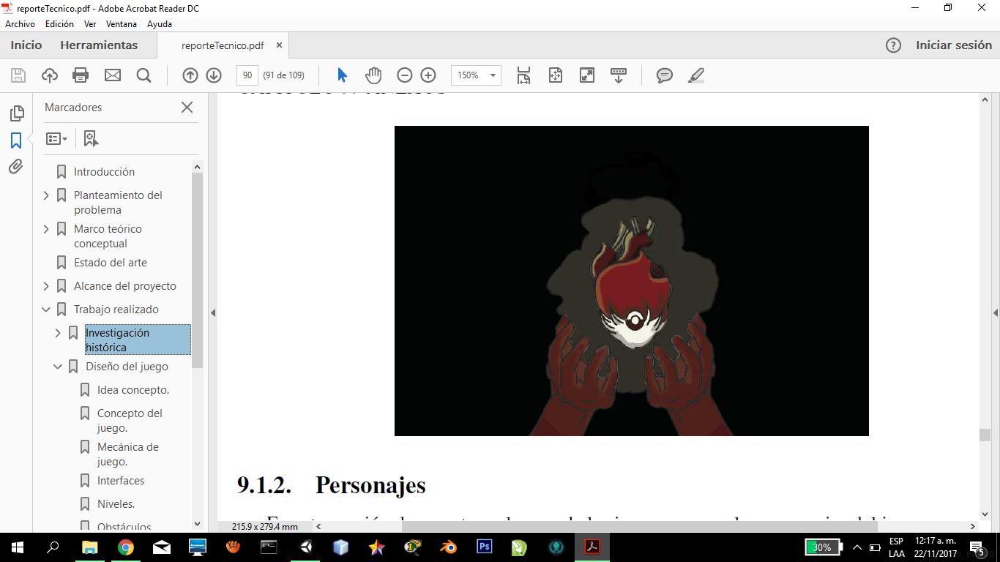 reporteTecnico.pdf - Adobe Acrobat Reader DC
Archivo Edición Ver Ventana Ayuda
Inicio Herramientas reporteTecnico.pdf Iniciar sesión
90 (91 de 109) 150%
Marcadores
Introducción
Planteamiento del
problema
Marco teórico
conceptual
Estado del arte
Alcance del proyecto
Trabajo realizado
Investigación
histórica
Diseño del juego
Idea concepto.
Concepto del
juego.
Mecánica de
juego.
Interfaces
Niveles.
Obstáculos
9.1.2. Personajes
215.9 x 279.4 mm
30%
ESP
LAA
12:17 a. m.
22/11/2017
5